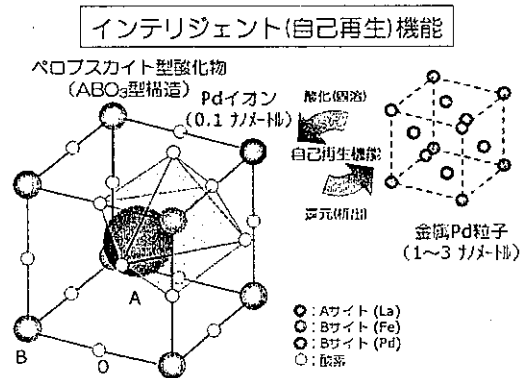 インテリジェント(自己再生)機能
ペロブスカイト型酸化物
(ABO₃型構造)
Pdイオン
(0.1 ナノメートル)
酸化(固溶)
自己再生機能
還元(析出)
金属Pd粒子
(1〜3 ナノメートル)
A
B
O
:Aサイト(La)
:Bサイト(Fe)
:Bサイト(Pd)
:酸素